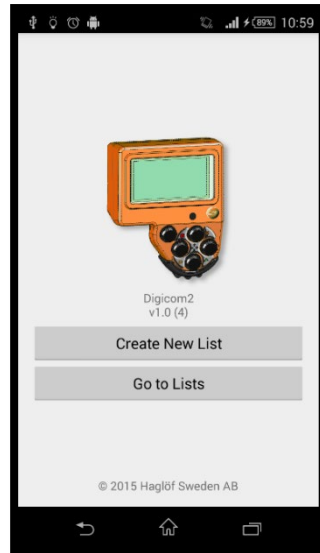 89% 10:59
Digicom2
v1.0 (4)
Create New List
Go to Lists
© 2015 Haglöf Sweden AB